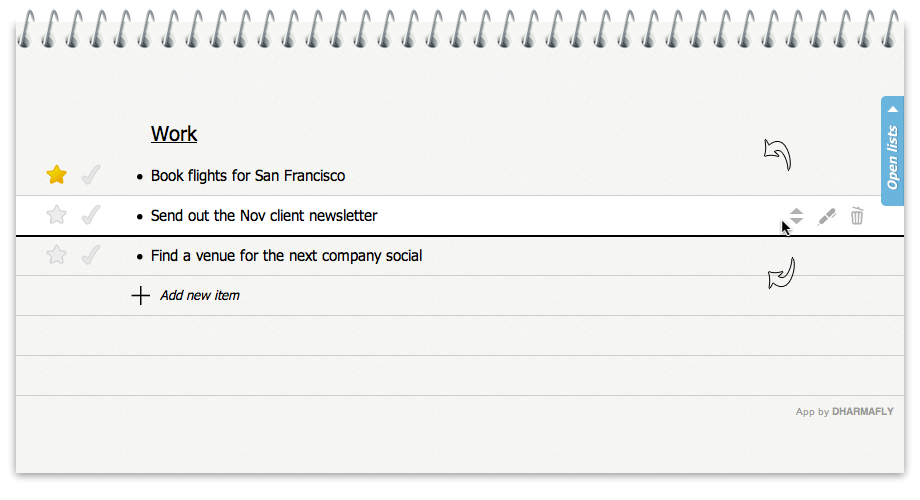 Work
Open lists
• Book flights for San Francisco
• Send out the Nov client newsletter
• Find a venue for the next company social
Add new item
App by DHARMAFLY